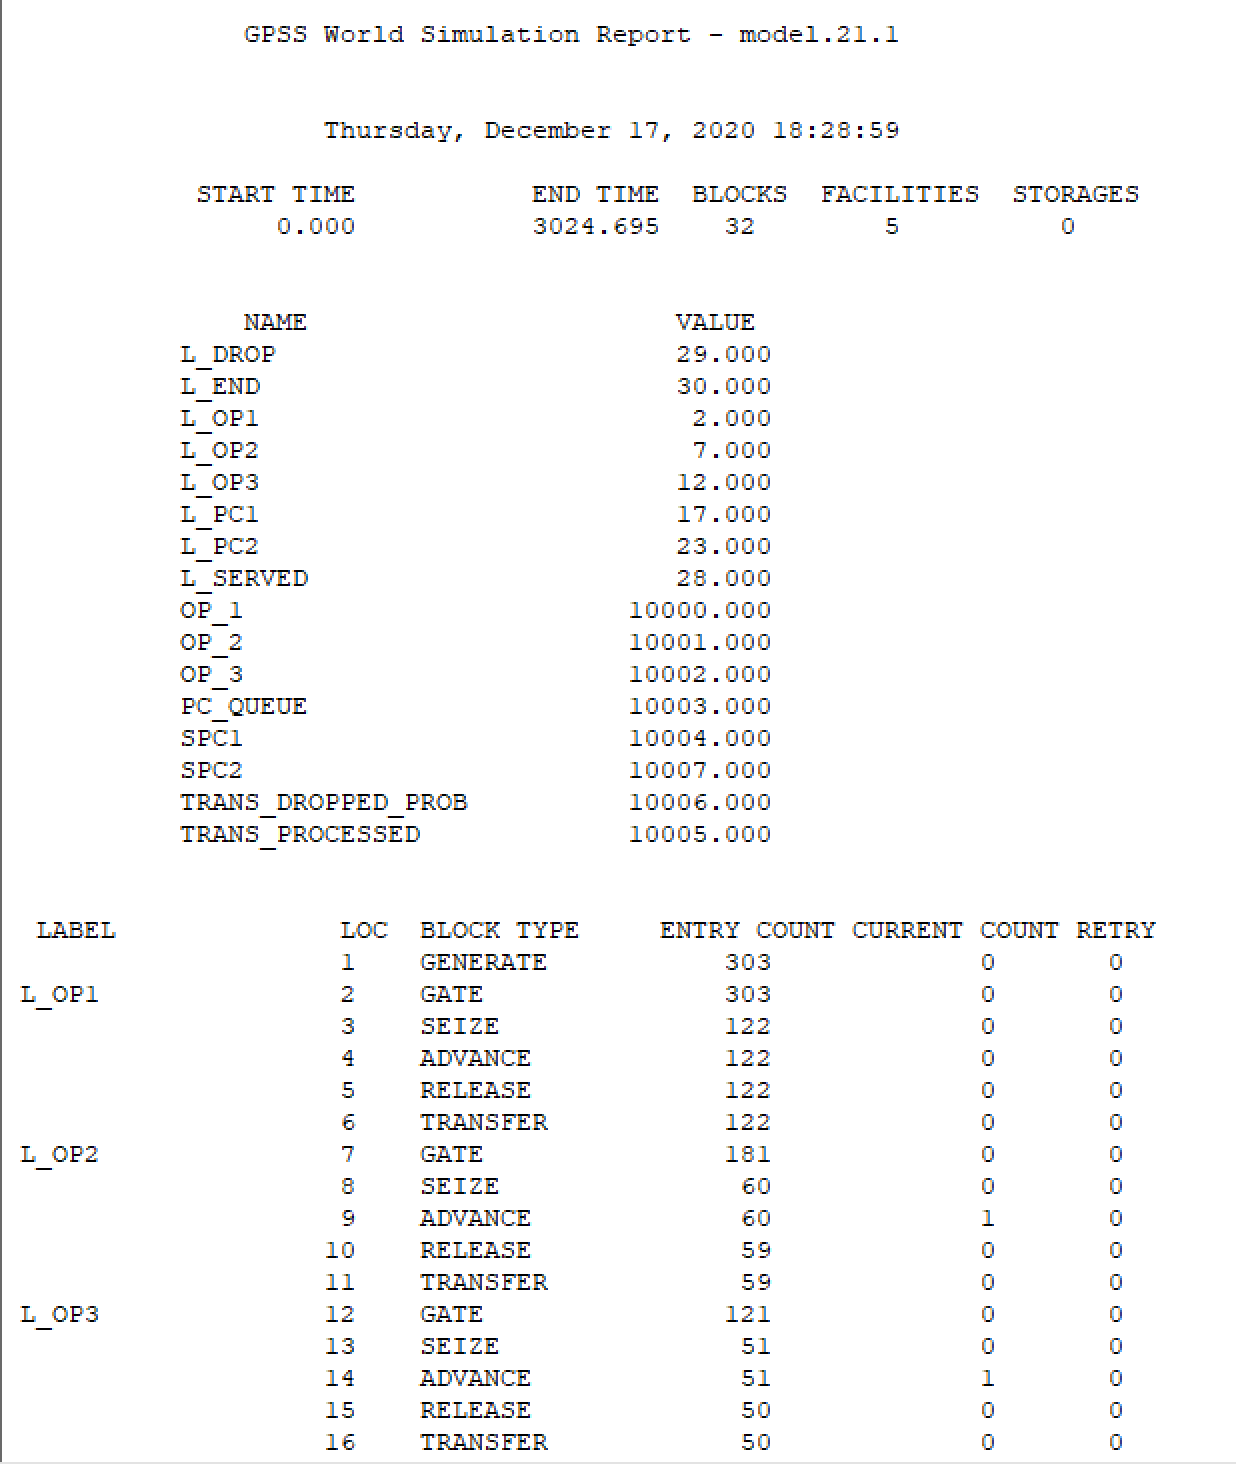 GPSS World Simulation Report - model.21.1
Thursday, December 17, 2020 18:28:59
START TIME END TIME BLOCKS FACILITIES STORAGES
0.000 3024.695 32 5 0
NAME VALUE
L_DROP 29.000
L_END 30.000
L_OP1 2.000
L_OP2 7.000
L_OP3 12.000
L_PC1 17.000
L_PC2 23.000
L_SERVED 28.000
OP_1 10000.000
OP_2 10001.000
OP_3 10002.000
PC_QUEUE 10003.000
SPC1 10004.000
SPC2 10007.000
TRANS_DROPPED_PROB 10006.000
TRANS_PROCESSED 10005.000
LABEL LOC BLOCK TYPE ENTRY COUNT CURRENT COUNT RETRY
1 GENERATE 303 0 0
L_OP1 2 GATE 303 0 0
3 SEIZE 122 0 0
4 ADVANCE 122 0 0
5 RELEASE 122 0 0
6 TRANSFER 122 0 0
L_OP2 7 GATE 181 0 0
8 SEIZE 60 0 0
9 ADVANCE 60 1 0
10 RELEASE 59 0 0
11 TRANSFER 59 0 0
L_OP3 12 GATE 121 0 0
13 SEIZE 51 0 0
14 ADVANCE 51 1 0
15 RELEASE 50 0 0
16 TRANSFER 50 0 0